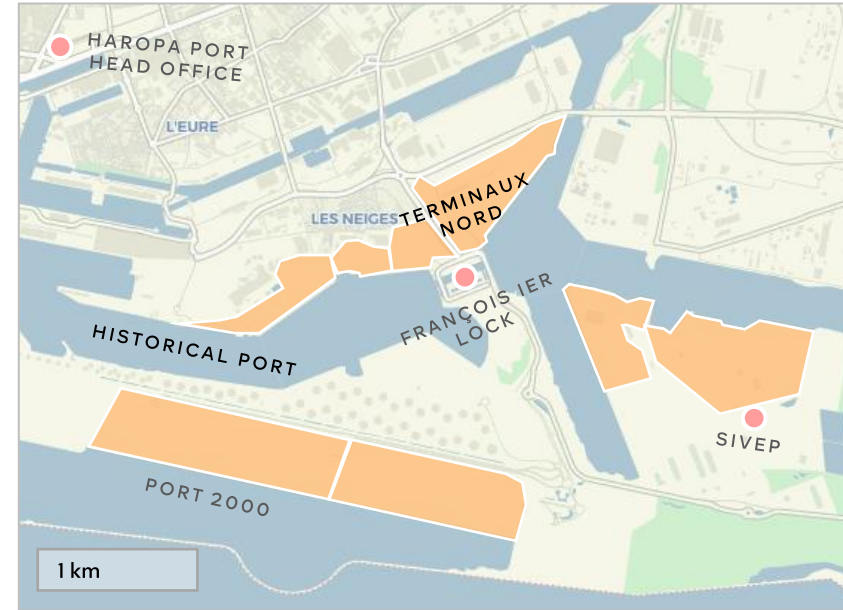 HAROPA PORT
HEAD OFFICE
L'EURE
LES NEIGES
TERMINAUX
NORD
FRANÇOIS IER
LOCK
HISTORICAL PORT
SIVEP
PORT 2000
1 km